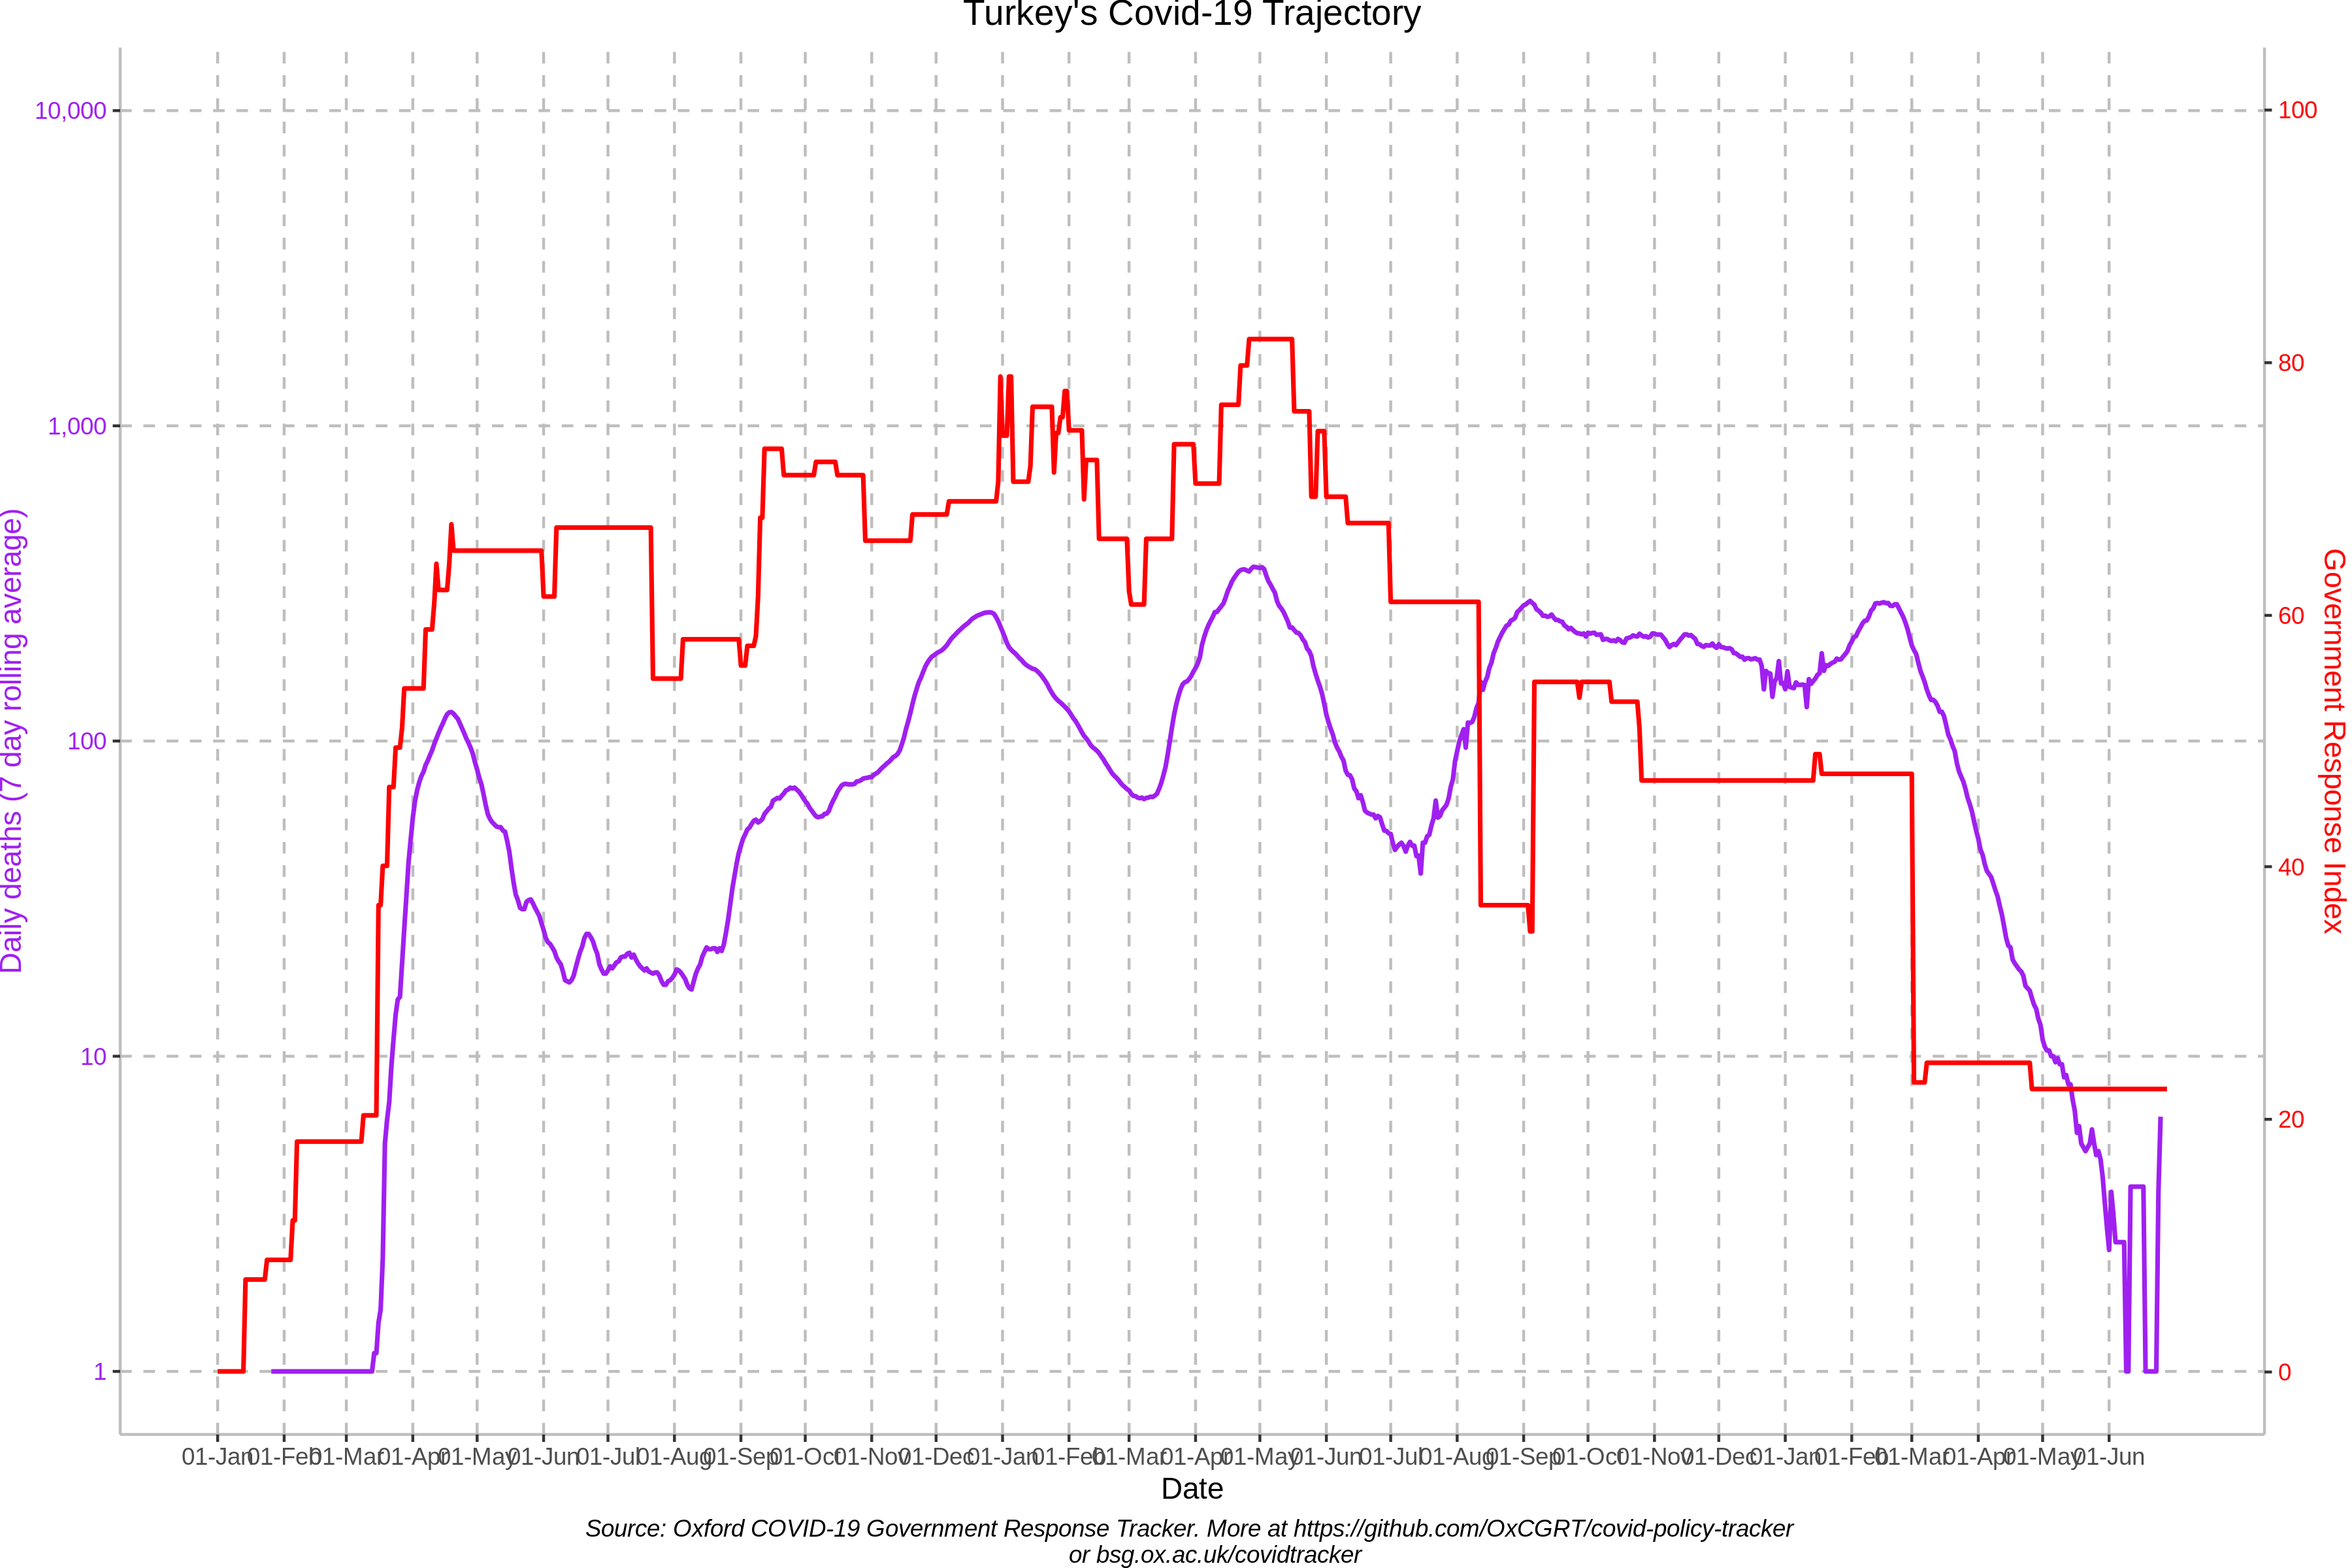 Turkey's Covid-19 Trajectory
10,000
1,000
100
10
1
Daily deaths (7 day rolling average)
100
80
60
40
20
0
Government Response Index
01-Jan 01-Feb 01-Mar 01-Apr 01-May 01-Jun 01-Jul 01-Aug 01-Sep 01-Oct 01-Nov 01-Dec 01-Jan 01-Feb 01-Mar 01-Apr 01-May 01-Jun 01-Jul 01-Aug 01-Sep 01-Oct 01-Nov 01-Dec 01-Jan 01-Feb 01-Mar 01-Apr 01-May 01-Jun
Date
Source: Oxford COVID-19 Government Response Tracker. More at https://github.com/OxCGRT/covid-policy-tracker
or bsg.ox.ac.uk/covidtracker